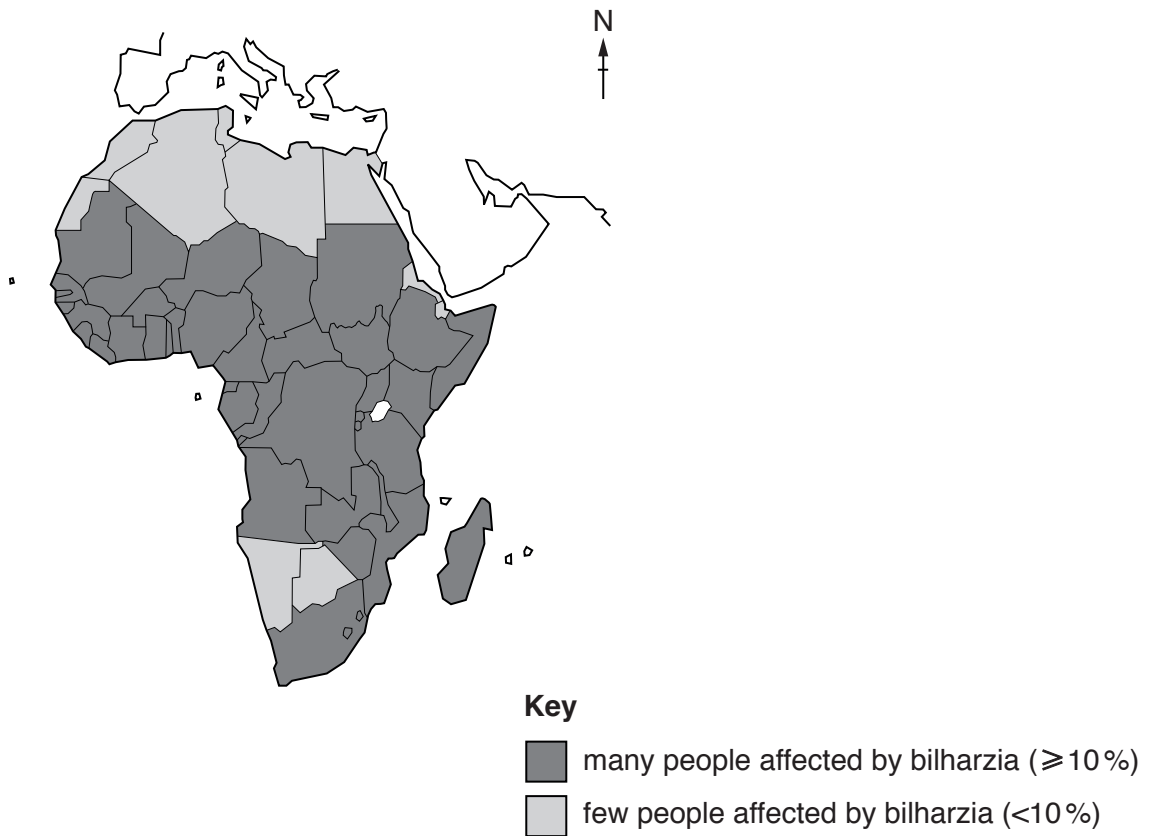 N
Key
many people affected by bilharzia (⩾ 10 %)
few people affected by bilharzia (<10 %)